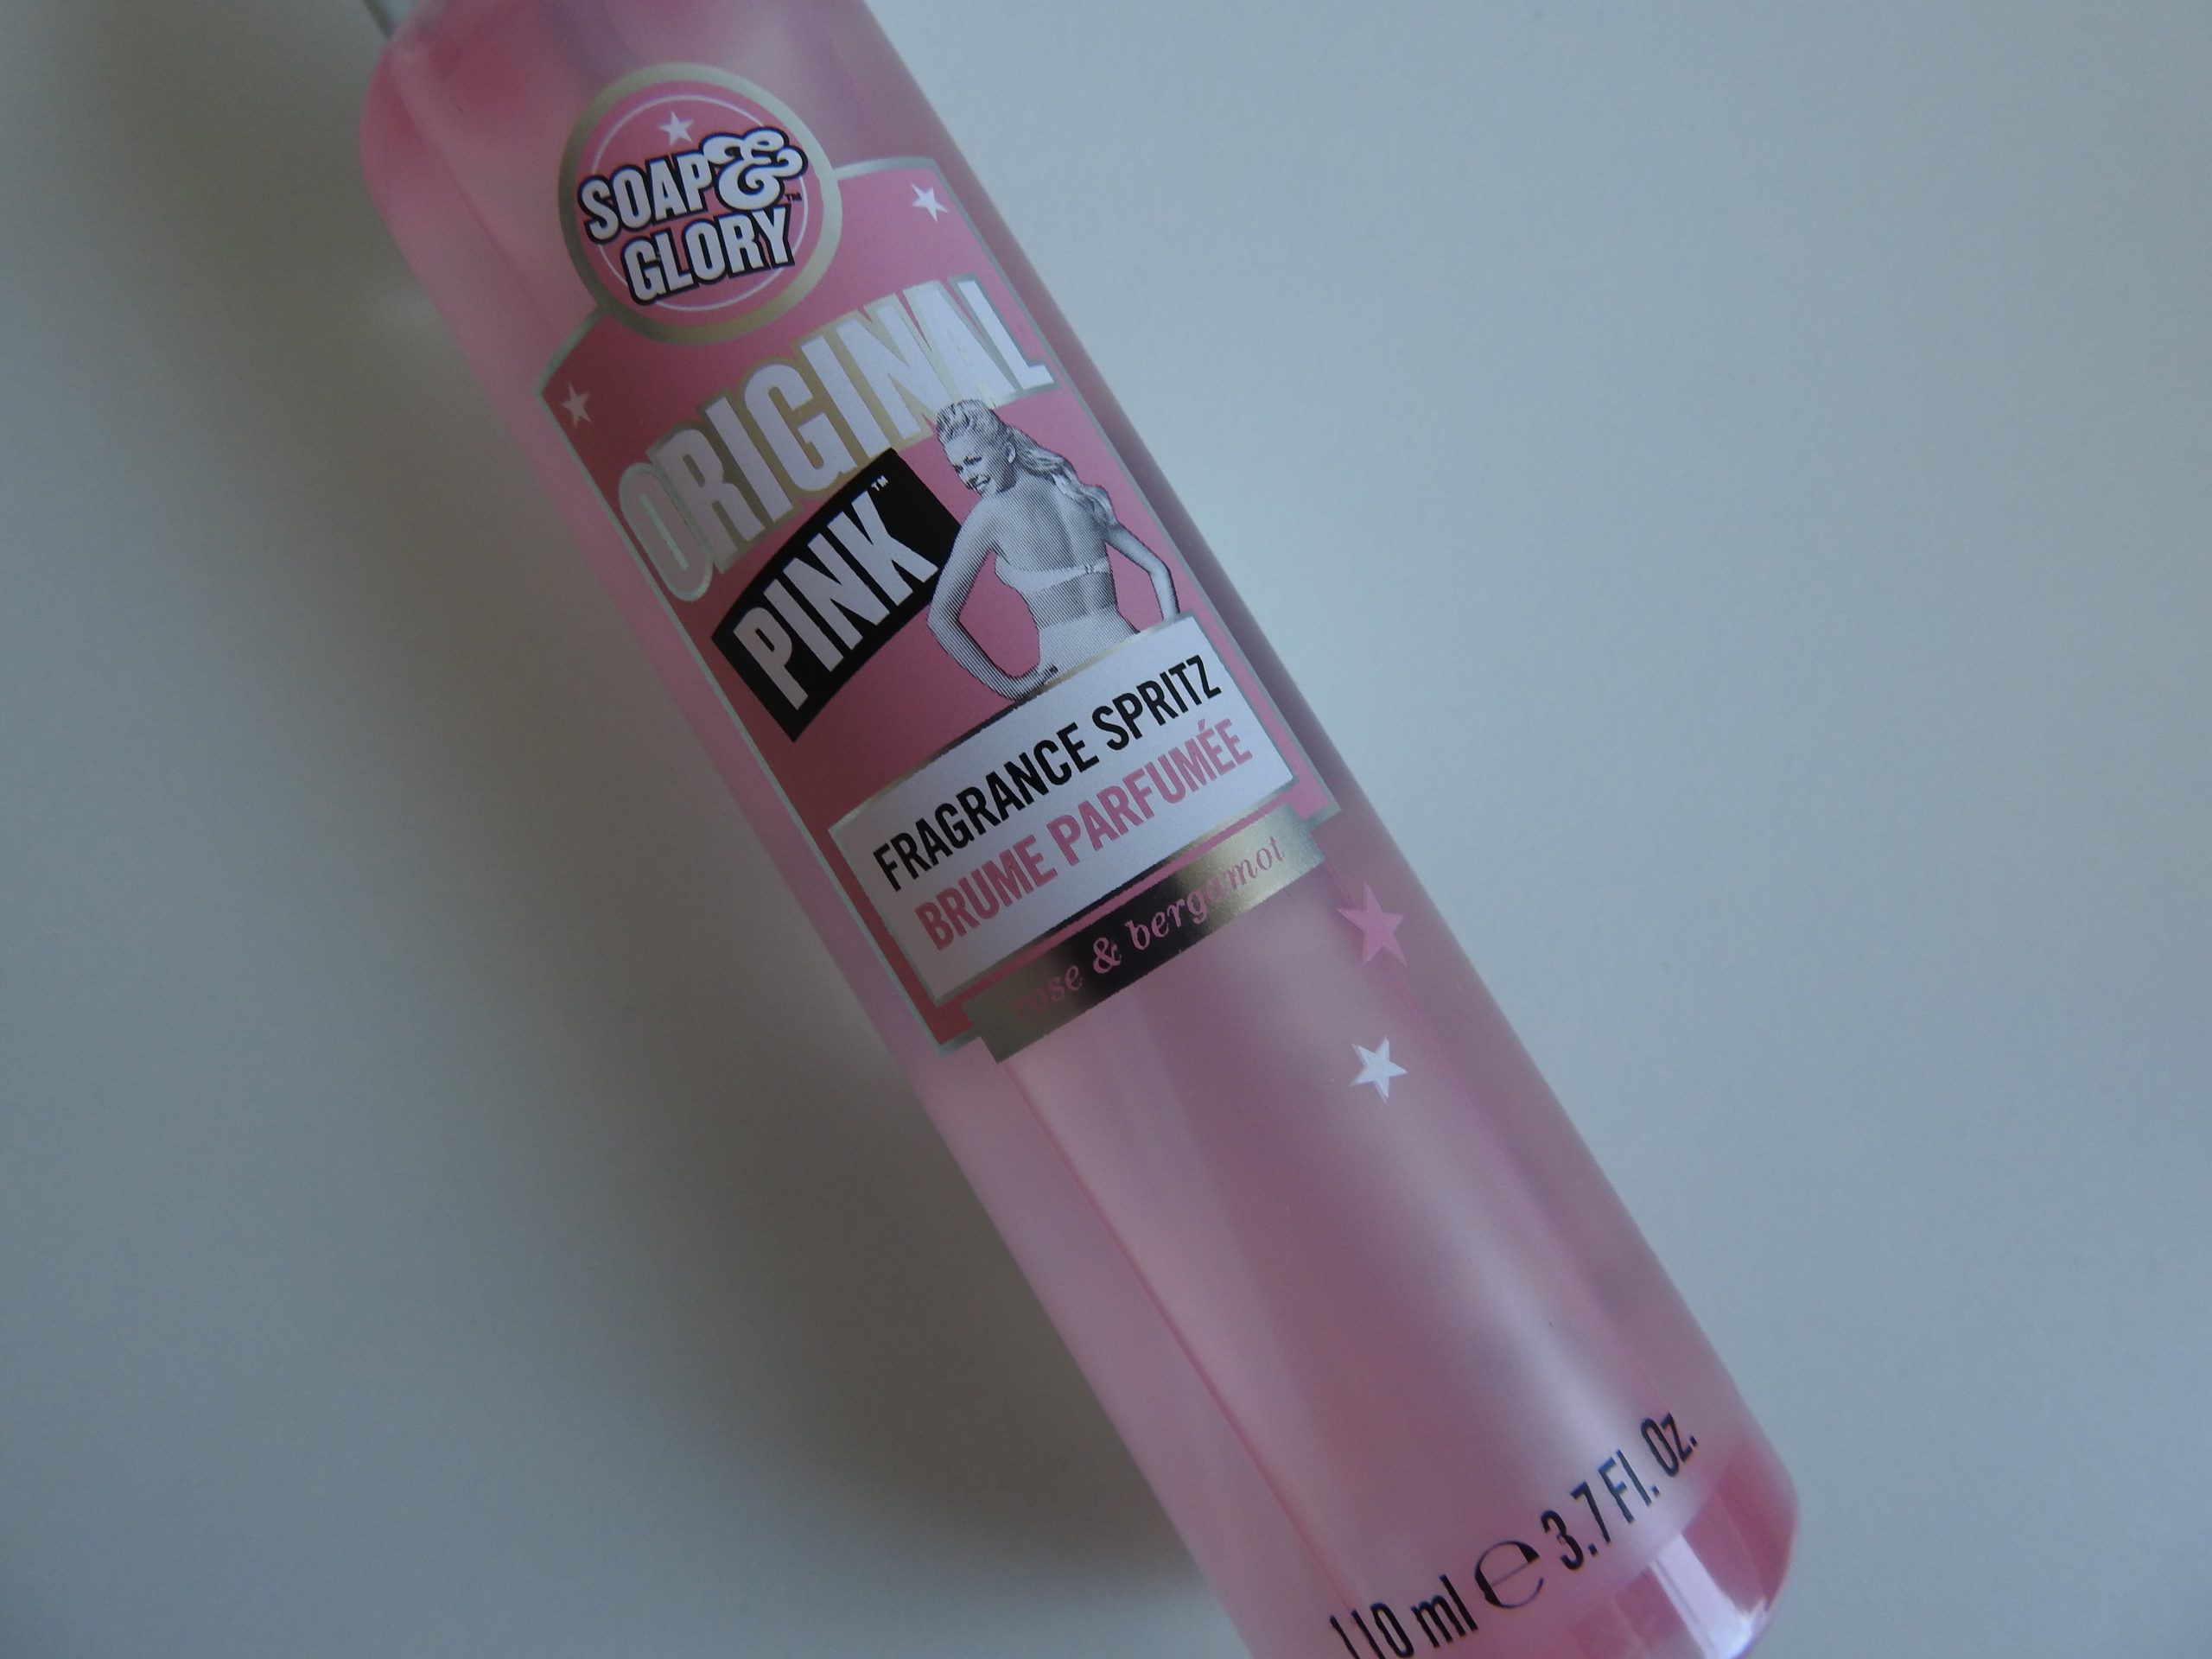 SOAP&
GLORY™
ORIGINAL
PINK™
FRAGRANCE SPRITZ
BRUME PARFUMÉE
rose & bergamot
110 ml ℮ 3.7 Fl. Oz.